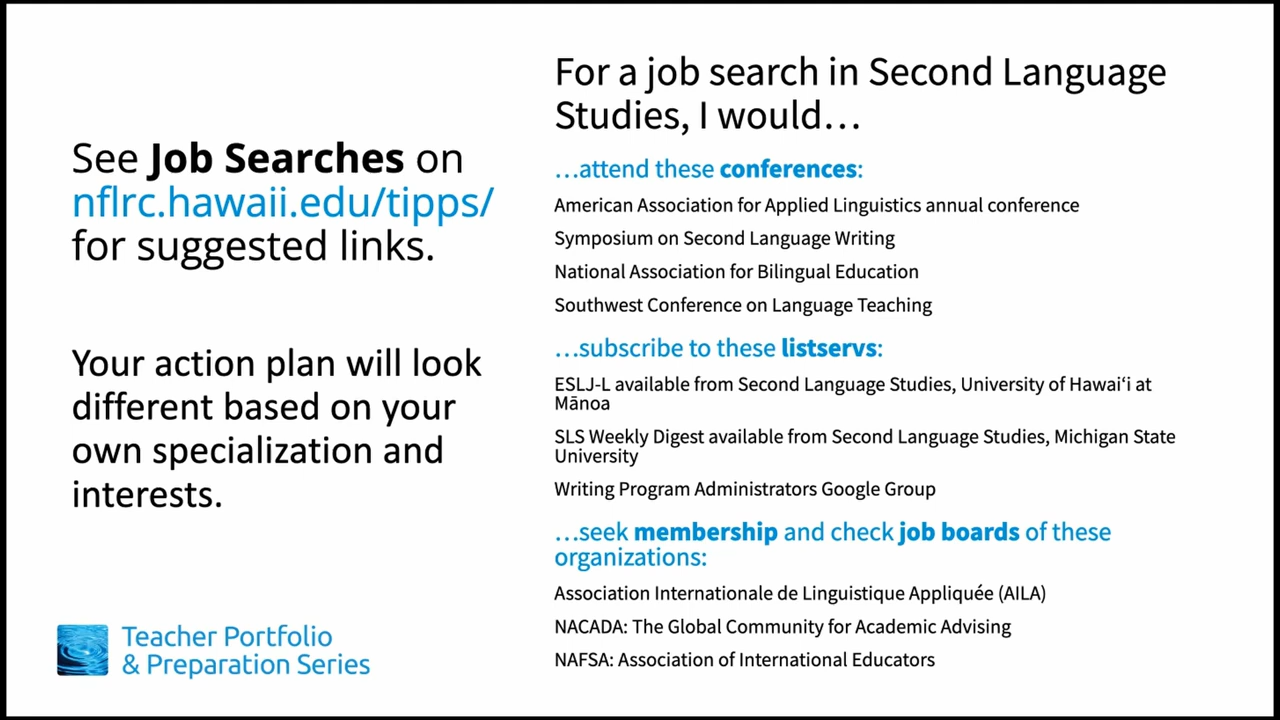 See Job Searches on
nflrc.hawaii.edu/tipps/
for suggested links.
Your action plan will look
different based on your
own specialization and
interests.
Teacher Portfolio
& Preparation Series
For a job search in Second Language
Studies, I would…
…attend these conferences:
American Association for Applied Linguistics annual conference
Symposium on Second Language Writing
National Association for Bilingual Education
Southwest Conference on Language Teaching
…subscribe to these listservs:
ESLJ-L available from Second Language Studies, University of Hawaiʻi at
Mānoa
SLS Weekly Digest available from Second Language Studies, Michigan State
University
Writing Program Administrators Google Group
…seek membership and check job boards of these
organizations:
Association Internationale de Linguistique Appliquée (AILA)
NACADA: The Global Community for Academic Advising
NAFSA: Association of International Educators